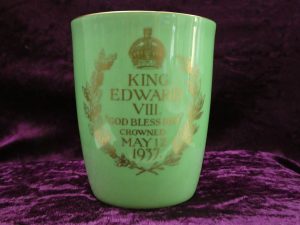 KING
EDWARD
VIII
"GOD BLESS HIM"
CROWNED
MAY 12
1937